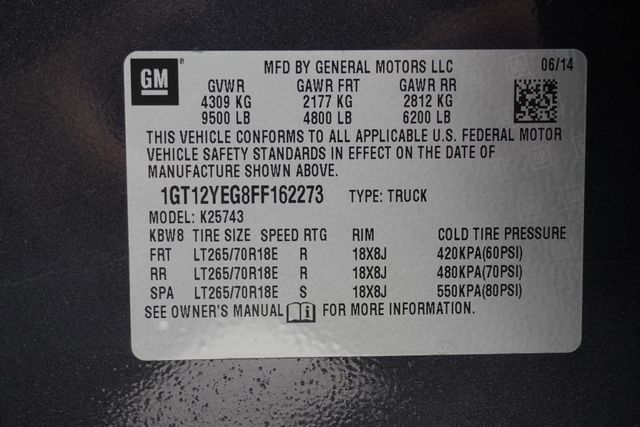 GM®
MFD BY GENERAL MOTORS LLC 06/14
GVWR GAWR FRT GAWR RR
4309 KG 2177 KG 2812 KG
9500 LB 4800 LB 6200 LB
THIS VEHICLE CONFORMS TO ALL APPLICABLE U.S. FEDERAL MOTOR
VEHICLE SAFETY STANDARDS IN EFFECT ON THE DATE OF
MANUFACTURE SHOWN ABOVE.
1GT12YEG8FF162273 TYPE: TRUCK
MODEL: K25743
KBW8 TIRE SIZE SPEED RTG RIM COLD TIRE PRESSURE
FRT LT265/70R18E R 18X8J 420KPA(60PSI)
RR LT265/70R18E R 18X8J 480KPA(70PSI)
SPA LT265/70R18E S 18X8J 550KPA(80PSI)
SEE OWNER'S MANUAL FOR MORE INFORMATION.